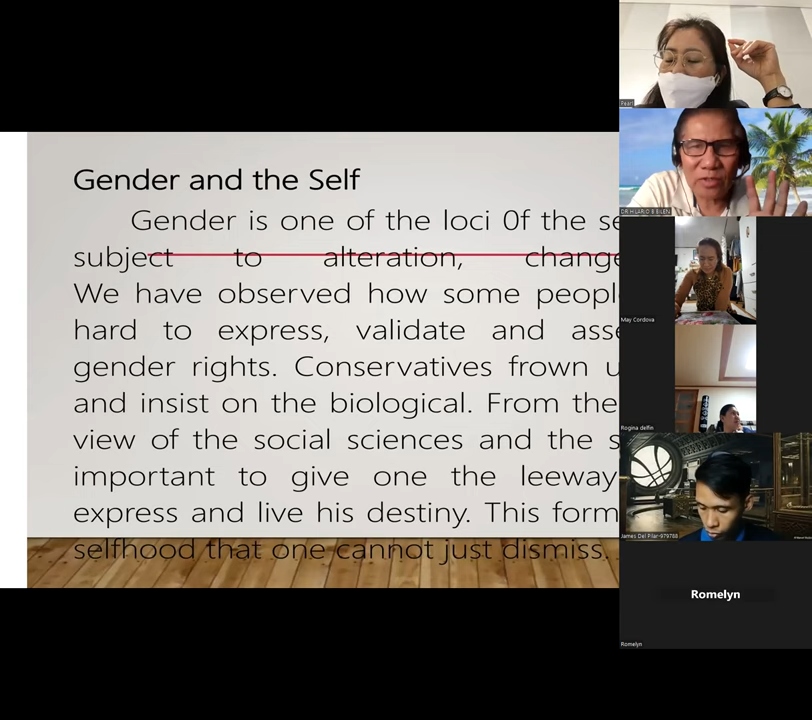 Gender and the Self
Gender is one of the loci 0f the se
subject to alteration, change
We have observed how some peopl
hard to express, validate and asse
gender rights. Conservatives frown u
and insist on the biological. From the
view of the social sciences and the s
important to give one the leeway
express and live his destiny. This form
selfhood that one cannot just dismiss.
Pearl
DR HILARIO B BILEN
May Cordova
Rogina delfin
James Del Pilar-979788
Romelyn
Romelyn